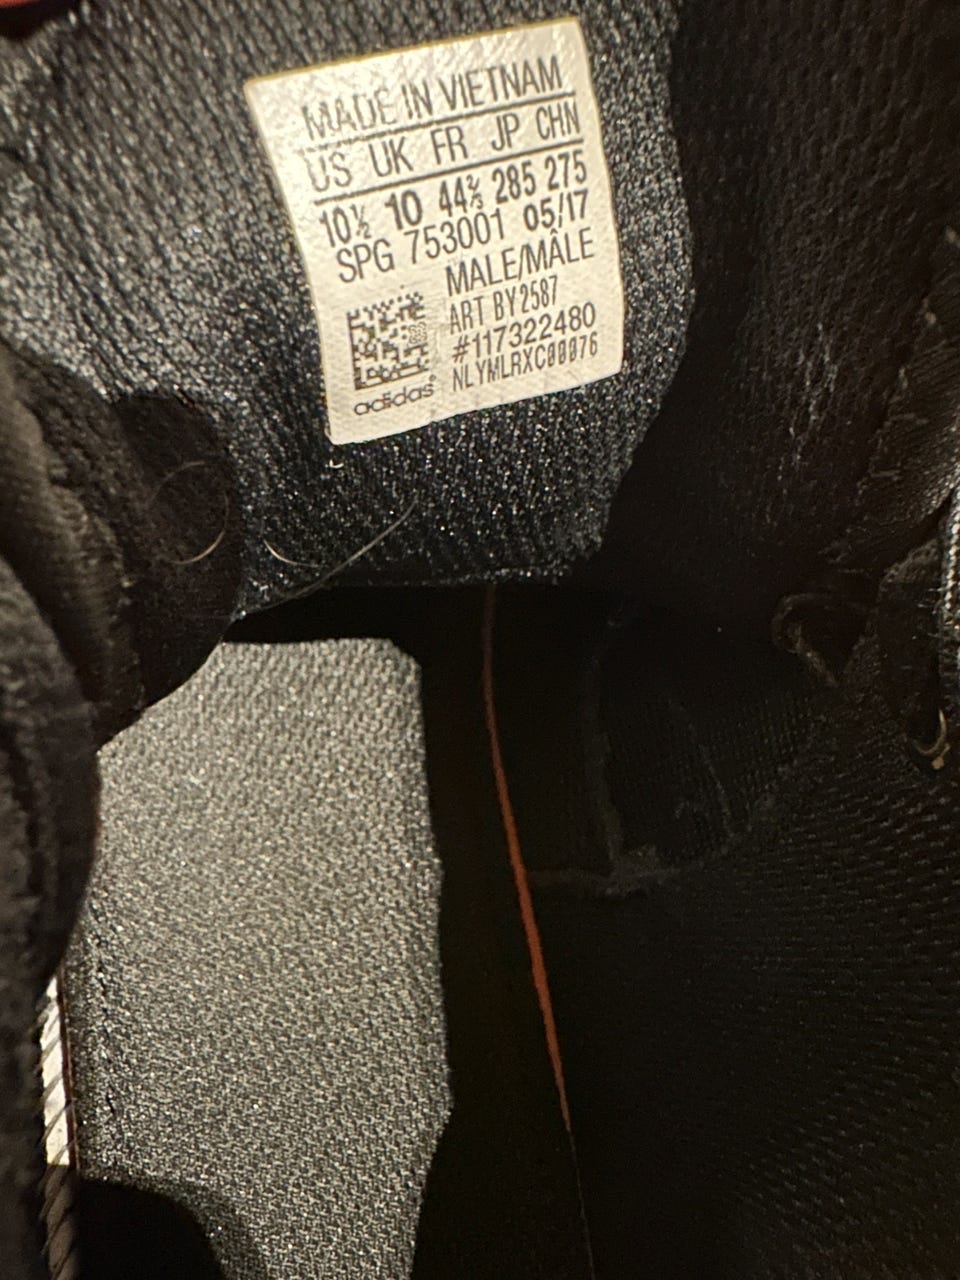 MADE IN VIETNAM
US UK FR JP CHN
10½ 10 44⅔ 285 275
SPG 753001 05/17
MALE/MÂLE
ART BY2587
#117322480
NLYMLRXC00076
adidas